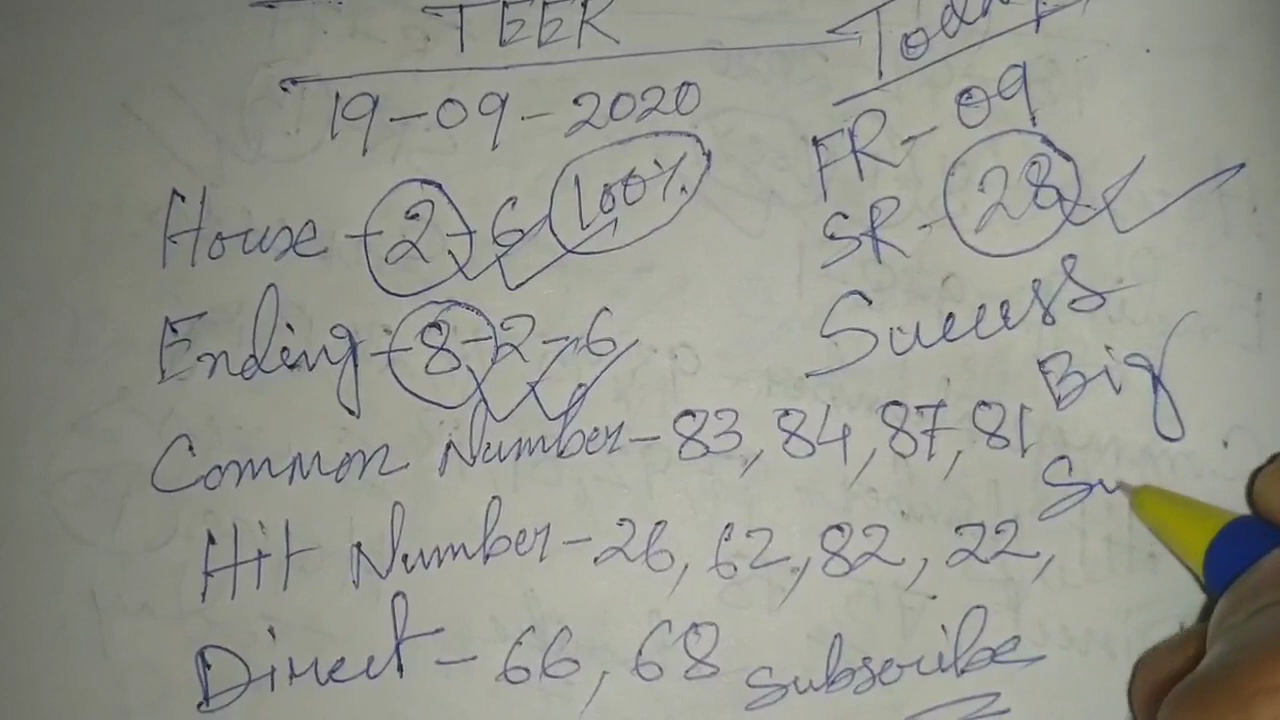 TEER
Today
19-09-2020
FR-09
House-2-6 100%
SR-28
Ending-8-2-6
Success
Big
Common Number-83,84,87,81
Su
Hit Number-26,62,82,22,
Direct-66,68 subscribe